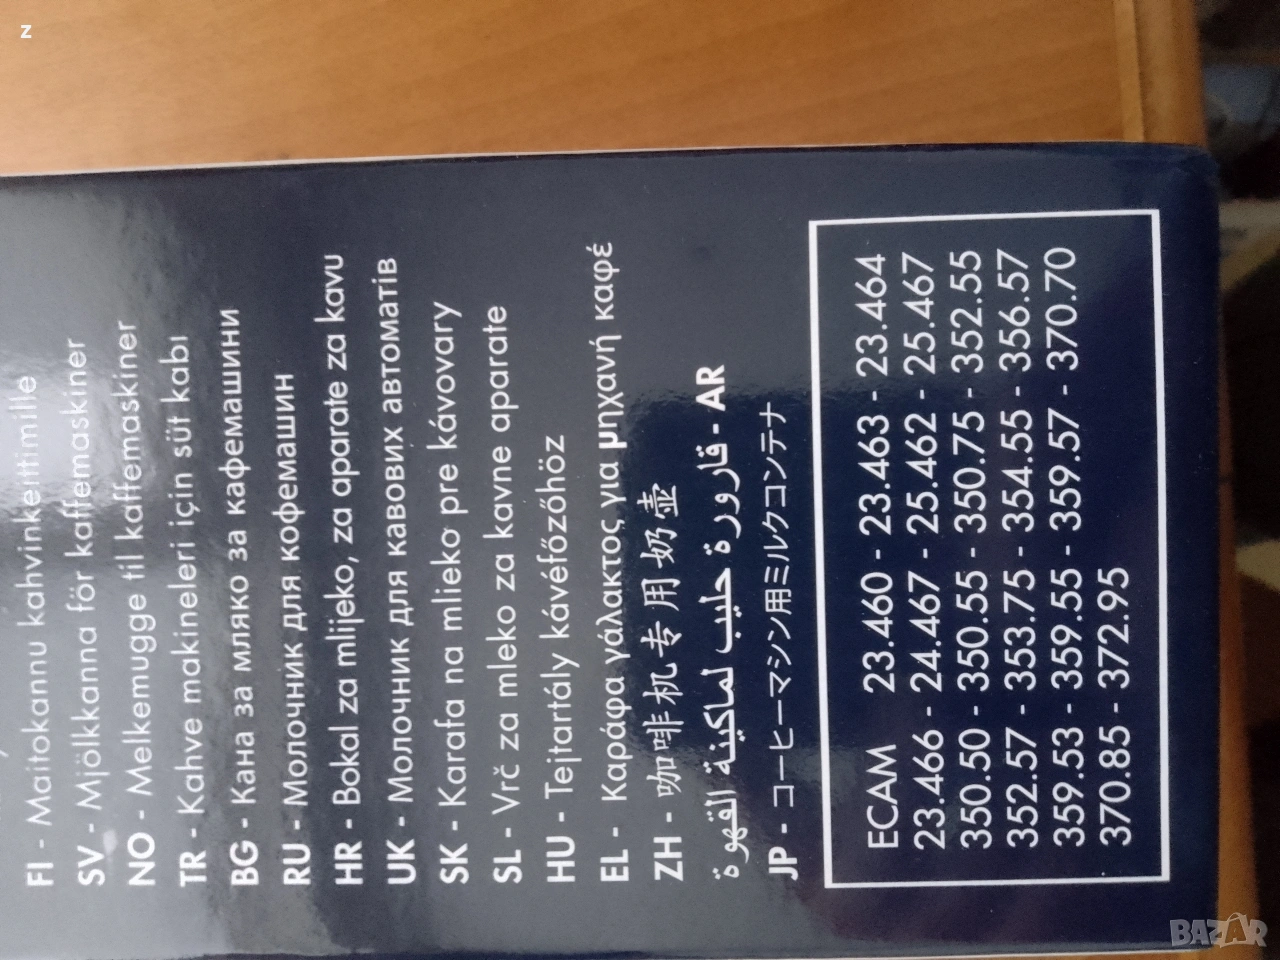 z
FI - Maitokannu kahvinkeittimille
SV - Mjölkkanna för kaffemaskiner
NO - Melkemugge til kaffemaskiner
TR - Kahve makineleri için süt kabı
BG - Кана за мляко за кафемашини
RU - Молочник для кофемашин
HR - Bokal za mlijeko, za aparate za kavu
UK - Молочник для кавових автоматів
SK - Karafa na mlieko pre kávovary
SL - Vrč za mleko za kavne aparate
HU - Tejtartály kávéfőzőhöz
EL - Καράφα γάλακτος για μηχανή καφέ
ZH - 咖啡机专用奶壶
قارورة حليب لماكينة القهوة - AR
JP - コーヒーマシン用ミルクコンテナ
ECAM 23.460 - 23.463 - 23.464
23.466 - 24.467 - 25.462 - 25.467
350.50 - 350.55 - 350.75 - 352.55
352.57 - 353.75 - 354.55 - 356.57
359.53 - 359.55 - 359.57 - 370.70
370.85 - 372.95
BAZAR